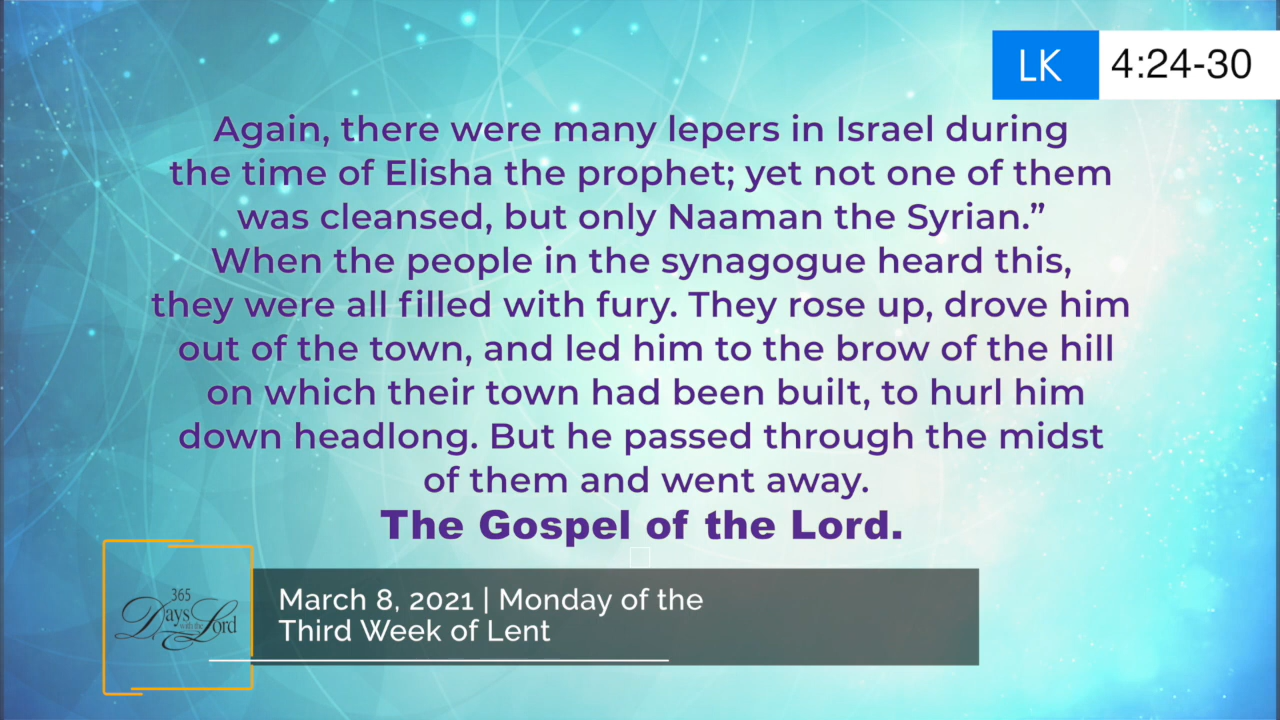 LK 4:24-30
Again, there were many lepers in Israel during
the time of Elisha the prophet; yet not one of them
was cleansed, but only Naaman the Syrian.”
When the people in the synagogue heard this,
they were all filled with fury. They rose up, drove him
out of the town, and led him to the brow of the hill
on which their town had been built, to hurl him
down headlong. But he passed through the midst
of them and went away.
The Gospel of the Lord.
365
Days with the Lord
March 8, 2021 | Monday of the
Third Week of Lent